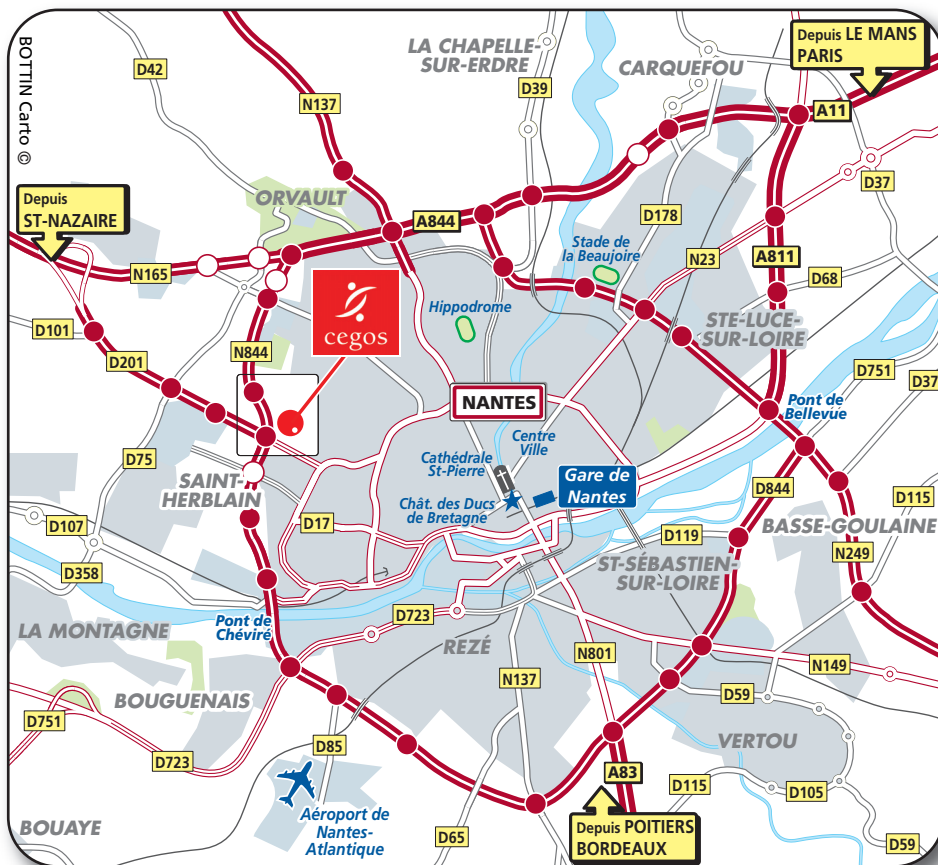 BOTTIN Carto ©
D42
N137
LA CHAPELLE-
SUR-ERDRE
D39
CARQUEFOU
Depuis LE MANS
PARIS
A11
D37
Depuis
ST-NAZAIRE
ORVAULT
A844
D178
N165
Stade de
la Beaujoire
N23
A811
D68
cegos
Hippodrome
D101
D201
N844
STE-LUCE-
SUR-LOIRE
D751
D37
NANTES
Pont de
Bellevue
Centre
Ville
Cathédrale
St-Pierre
D75
SAINT-
HERBLAIN
Gare de
Nantes
Chât. des Ducs
de Bretagne
D844
D115
D107
D17
D119
BASSE-GOULAINE
D358
ST-SÉBASTIEN-
SUR-LOIRE
N249
LA MONTAGNE
Pont de
Chéviré
D723
REZÉ
N801
N149
BOUGUENAIS
N137
D59
D751
D723
D85
VERTOU
A83
D115
D105
Aéroport de
Nantes-
Atlantique
BOUAYE
D65
Depuis POITIERS
BORDEAUX
D59